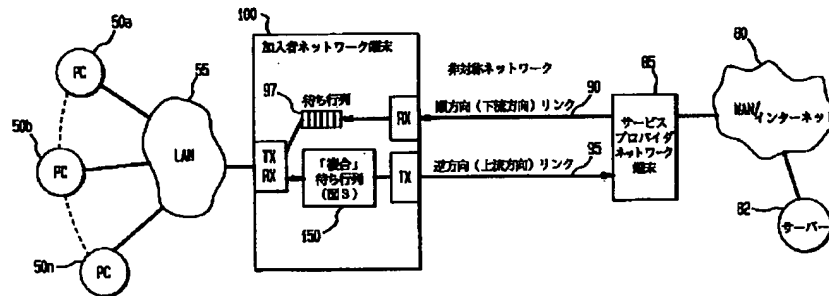 100
加入者ネットワーク端末
50a
PC
55
97
待ち行列
非対称ネットワーク
85
80
RX
順方向（下流方向）リンク
90
サービス
プロバイダ
ネットワーク
端末
WAN/
インターネット
50b
PC
LAN
TX
RX
「複合」
待ち行列
（図3）
150
TX
逆方向（上流方向）リンク
95
82
サーバー
50n
PC